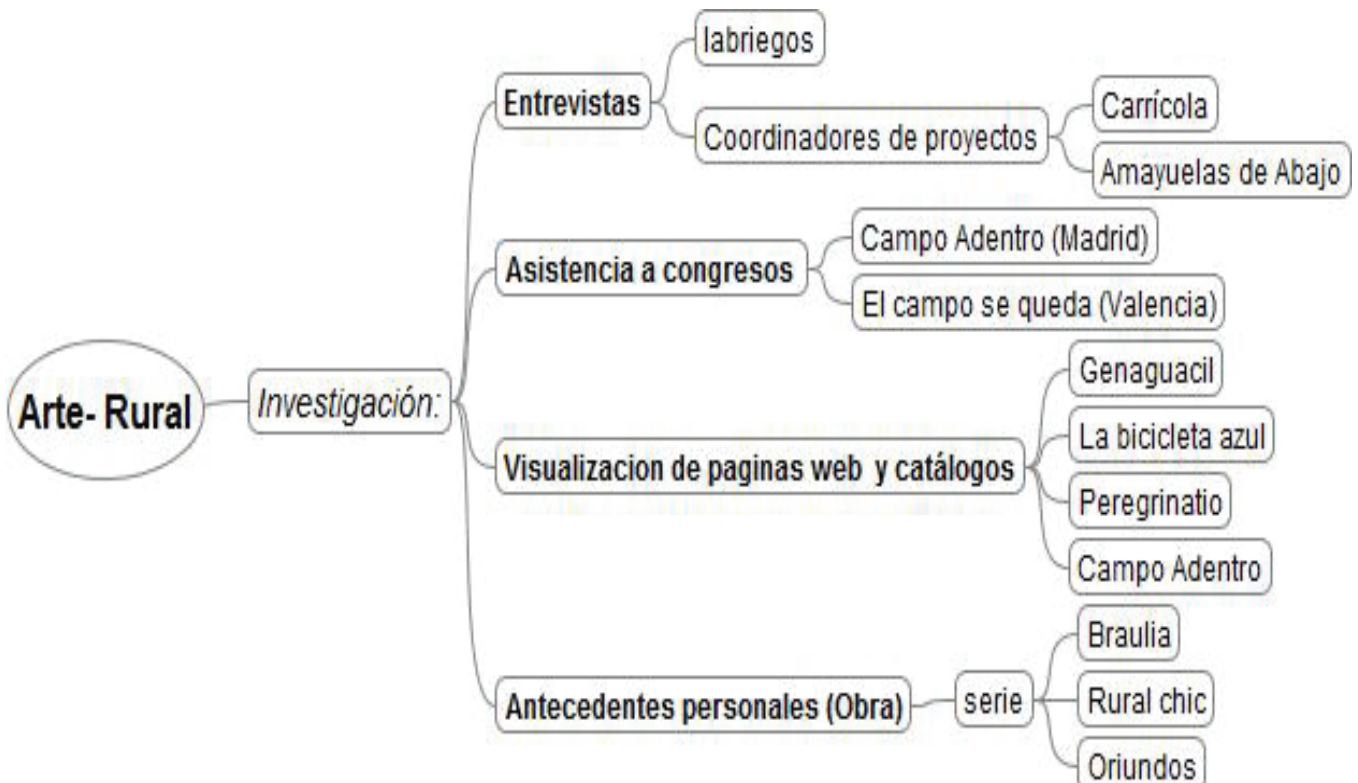 Arte- Rural
Investigación:
Entrevistas
labriegos
Coordinadores de proyectos
Carrícola
Amayuelas de Abajo
Asistencia a congresos
Campo Adentro (Madrid)
El campo se queda (Valencia)
Visualizacion de paginas web y catálogos
Genaguacil
La bicicleta azul
Peregrinatio
Campo Adentro
Antecedentes personales (Obra)
serie
Braulia
Rural chic
Oriundos